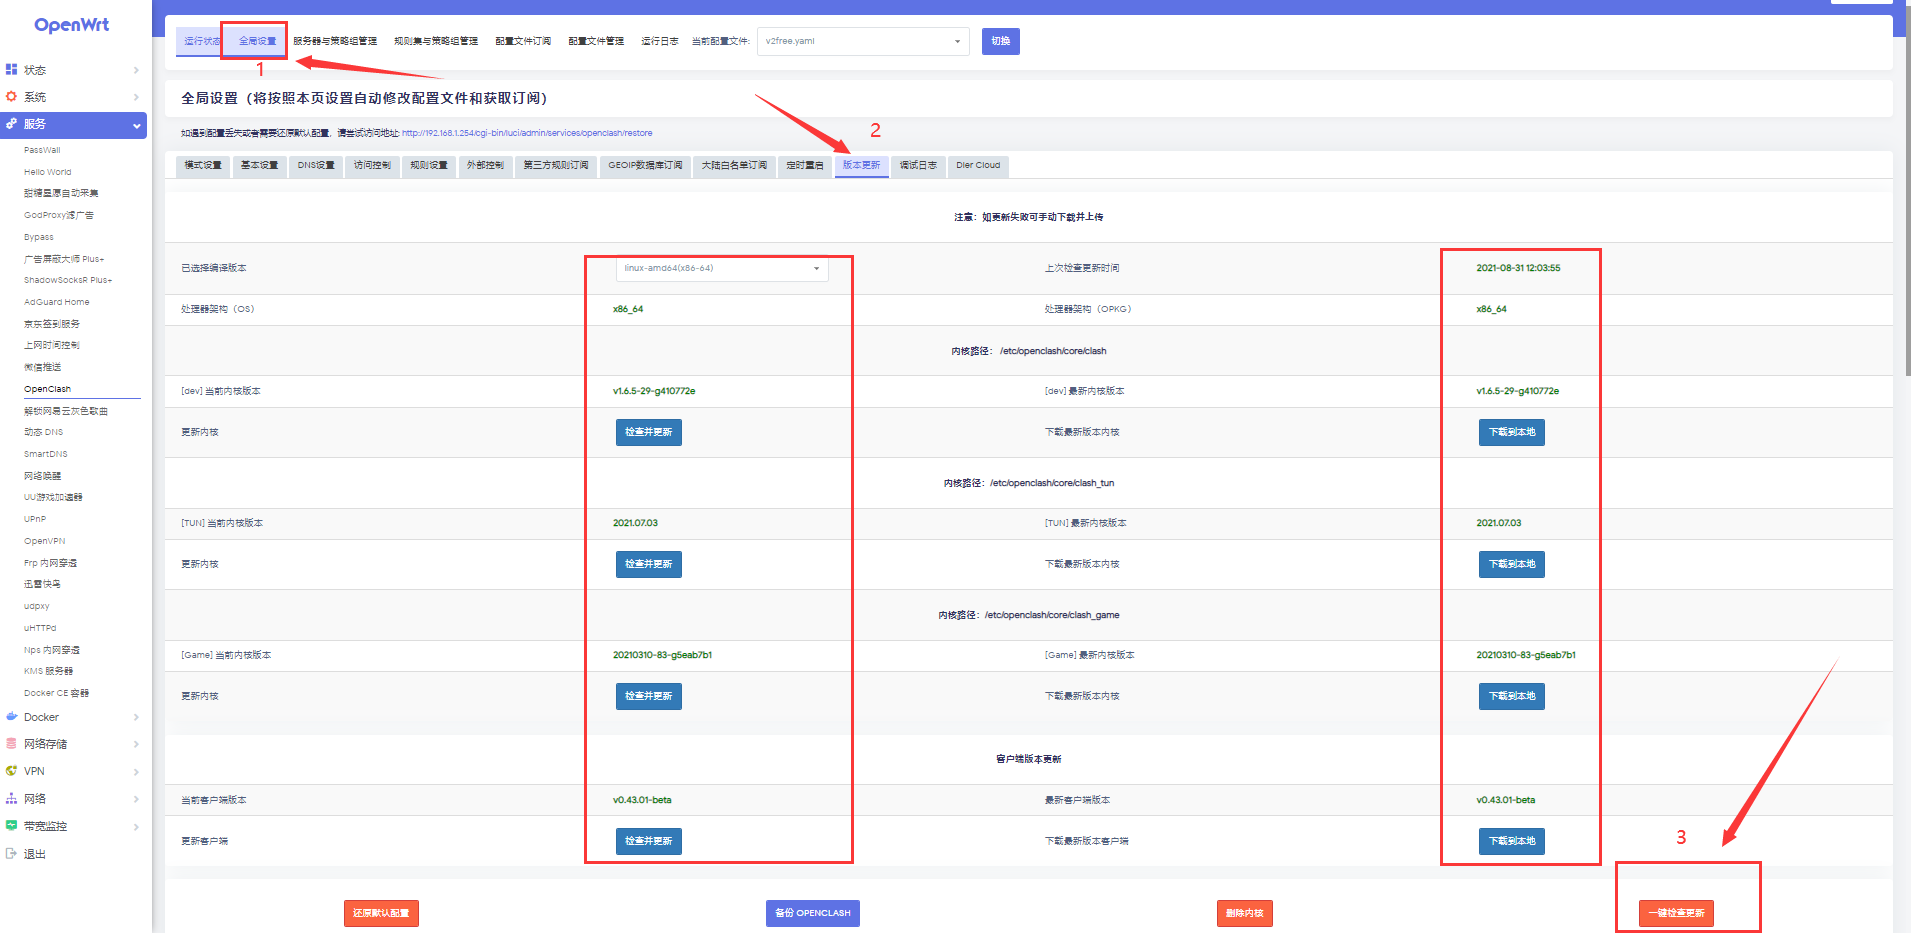 OpenWrt
状态
系统
服务
PassWall
Hello World
甜糖星愿自动采集
GodProxy滤广告
Bypass
广告屏蔽大师 Plus+
ShadowSocksR Plus+
AdGuard Home
京东签到服务
上网时间控制
微信推送
OpenClash
解锁网易云灰色歌曲
动态 DNS
SmartDNS
网络唤醒
UU游戏加速器
UPnP
OpenVPN
Frp 内网穿透
迅雷快鸟
udpxy
uHTTPd
Nps 内网穿透
KMS 服务器
Docker CE 容器
Docker
网络存储
VPN
网络
带宽监控
退出
运行状态 全局设置 服务器与策略组管理 规则集与策略组管理 配置文件订阅 配置文件管理 运行日志 当前配置文件: v2free.yaml 切换
1
全局设置（将按照本页设置自动修改配置文件和获取订阅）
2
如遇到配置丢失或者需要还原默认配置，请尝试访问地址: http://192.168.1.254/cgi-bin/luci/admin/services/openclash/restore
模式设置 基本设置 DNS设置 访问控制 规则设置 外部控制 第三方规则订阅 GEOIP数据库订阅 大陆白名单订阅 定时重启 版本更新 调试日志 Dler Cloud
注意：如更新失败可手动下载并上传
已选择编译版本 linux-amd64(x86-64) 上次检查更新时间 2021-08-31 12:03:55
处理器架构（OS） x86_64 处理器架构（OPKG） x86_64
内核路径： /etc/openclash/core/clash
[dev] 当前内核版本 v1.6.5-29-g410772e [dev] 最新内核版本 v1.6.5-29-g410772e
更新内核 检查并更新 下载最新版本内核 下载到本地
内核路径：/etc/openclash/core/clash_tun
[TUN] 当前内核版本 2021.07.03 [TUN] 最新内核版本 2021.07.03
更新内核 检查并更新 下载最新版本内核 下载到本地
内核路径：/etc/openclash/core/clash_game
[Game] 当前内核版本 20210310-83-g5eab7b1 [Game] 最新内核版本 20210310-83-g5eab7b1
更新内核 检查并更新 下载最新版本内核 下载到本地
客户端版本更新
当前客户端版本 v0.43.01-beta 最新客户端版本 v0.43.01-beta
更新客户端 检查并更新 下载最新版本客户端 下载到本地
3
还原默认配置 备份 OPENCLASH 删除内核 一键检查更新